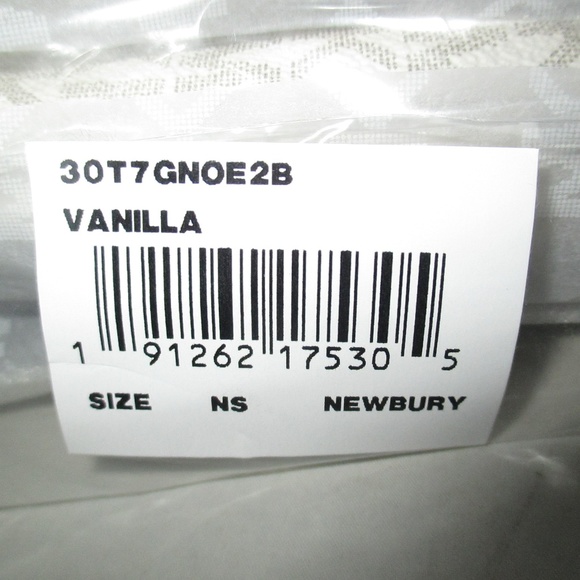 30T7GNOE2B
VANILLA
1 91262 17530 5
SIZE NS NEWBURY